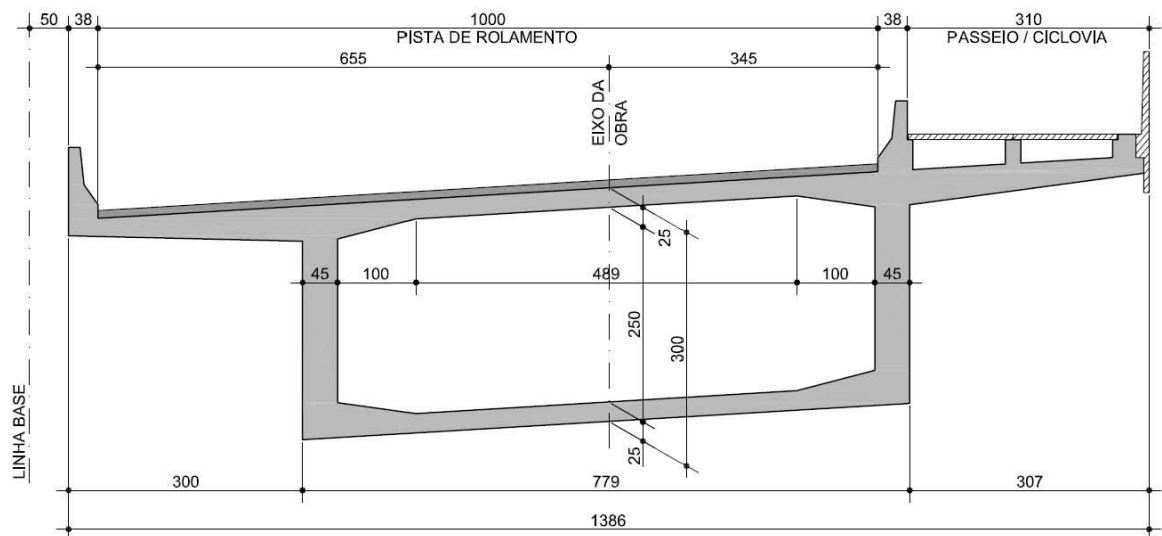 50 38 1000 38 310
PISTA DE ROLAMENTO PASSEIO / CICLOVIA
655 345
EIXO DA
OBRA
25
45 100 489 100 45
250
300
LINHA BASE
25
300 779 307
1386